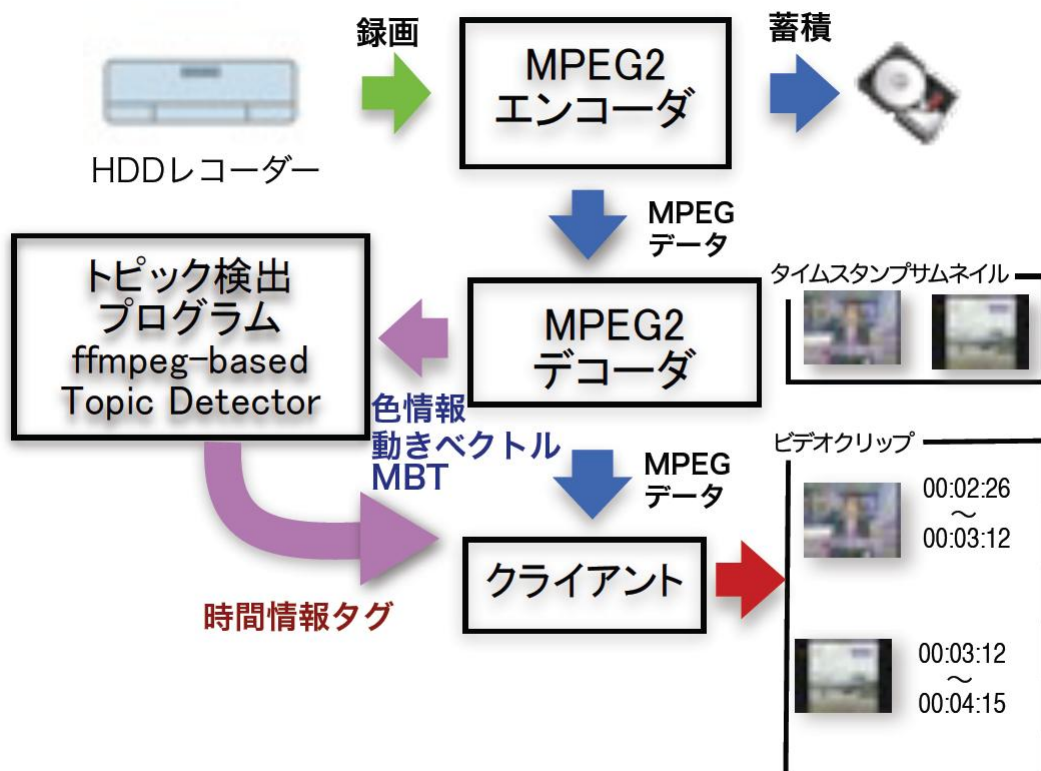 録画
蓄積
MPEG2
エンコーダ
HDDレコーダー
MPEG
データ
トピック検出
プログラム
ffmpeg-based
Topic Detector
MPEG2
デコーダ
タイムスタンプサムネイル
色情報
動きベクトル
MBT
MPEG
データ
ビデオクリップ
00:02:26
～
00:03:12
クライアント
時間情報タグ
00:03:12
～
00:04:15